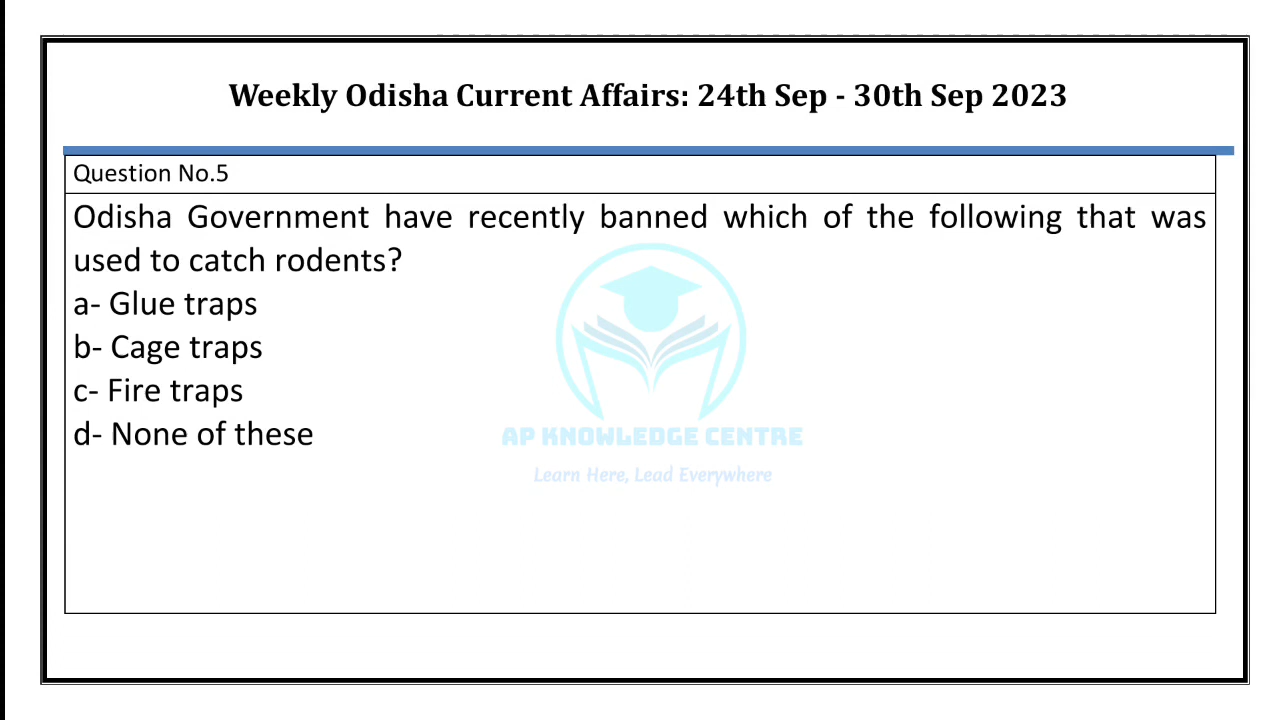 Weekly Odisha Current Affairs: 24th Sep - 30th Sep 2023
Question No.5
Odisha Government have recently banned which of the following that was
used to catch rodents?
a- Glue traps
b- Cage traps
c- Fire traps
d- None of these
AP KNOWLEDGE CENTRE
Learn Here, Lead Everywhere